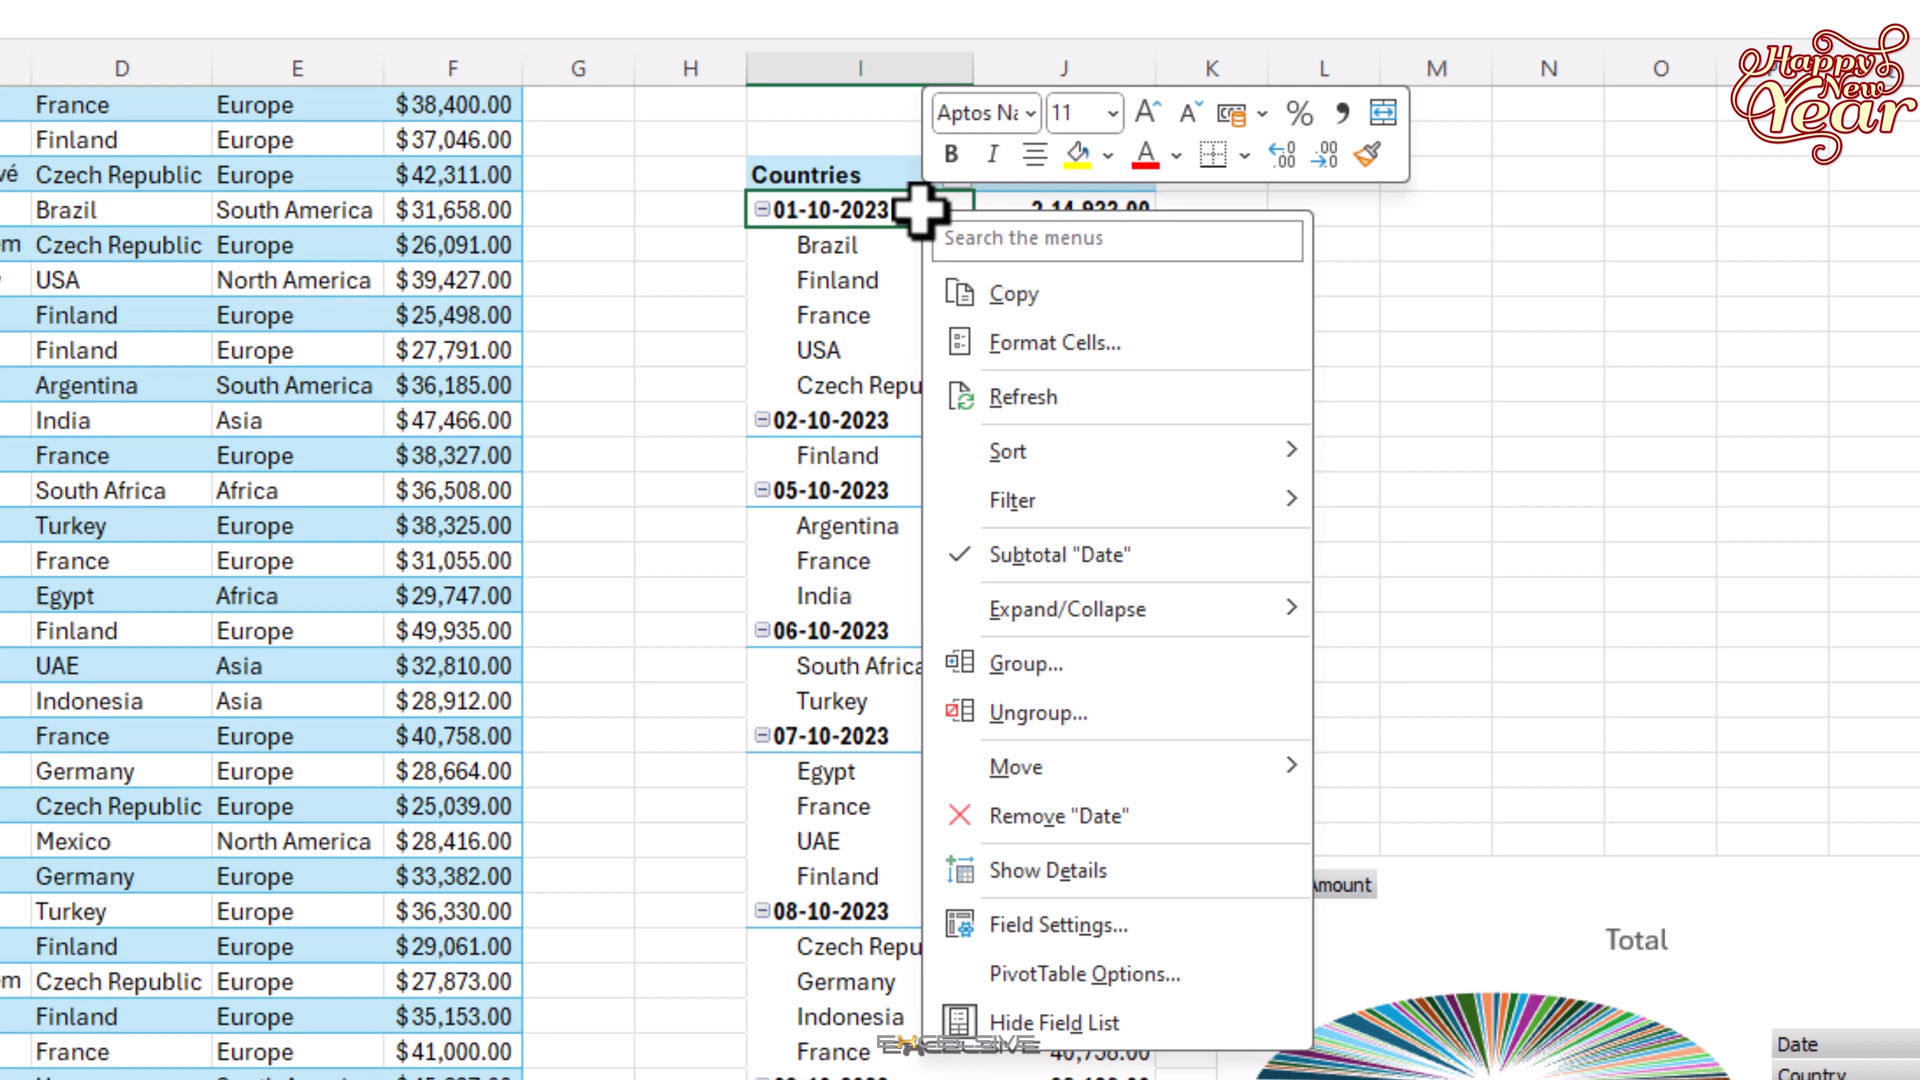 Happy
New
Year
D E F G H I J K L M N O
France Europe $38,400.00
Finland Europe $37,046.00
vé Czech Republic Europe $42,311.00
Brazil South America $31,658.00
em Czech Republic Europe $26,091.00
USA North America $39,427.00
Finland Europe $25,498.00
Finland Europe $27,791.00
Argentina South America $36,185.00
India Asia $47,466.00
France Europe $38,327.00
South Africa Africa $36,508.00
Turkey Europe $38,325.00
France Europe $31,055.00
Egypt Africa $29,747.00
Finland Europe $49,935.00
UAE Asia $32,810.00
Indonesia Asia $28,912.00
France Europe $40,758.00
Germany Europe $28,664.00
Czech Republic Europe $25,039.00
Mexico North America $28,416.00
Germany Europe $33,382.00
Turkey Europe $36,330.00
Finland Europe $29,061.00
em Czech Republic Europe $27,873.00
Finland Europe $35,153.00
France Europe $41,000.00
Countries
01-10-2023 2,14,933.00
Brazil
Finland
France
USA
Czech Repu
02-10-2023
Finland
05-10-2023
Argentina
France
India
06-10-2023
South Africa
Turkey
07-10-2023
Egypt
France
UAE
Finland
08-10-2023
Czech Repu
Germany
Indonesia
France 40,758.00
Aptos Na 11 A A % ,
B I A
Search the menus
Copy
Format Cells...
Refresh
Sort
Filter
Subtotal "Date"
Expand/Collapse
Group...
Ungroup...
Move
Remove "Date"
Show Details
Field Settings...
PivotTable Options...
Hide Field List
EXCEL3IVE
Amount
Total
Date
Country